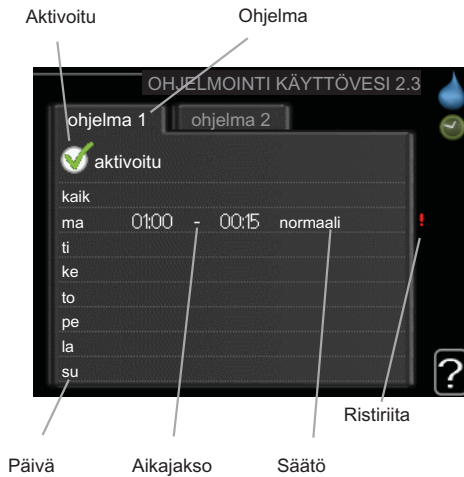 Aktivoitu Ohjelma
OHJELMOINTI KÄYTTÖVESI 2.3
ohjelma 1 ohjelma 2
aktivoitu
kaik
ma 01:00 - 00:15 normaali !
ti
ke
to
pe
la
su
?
Ristiriita
Päivä Aikajakso Säätö